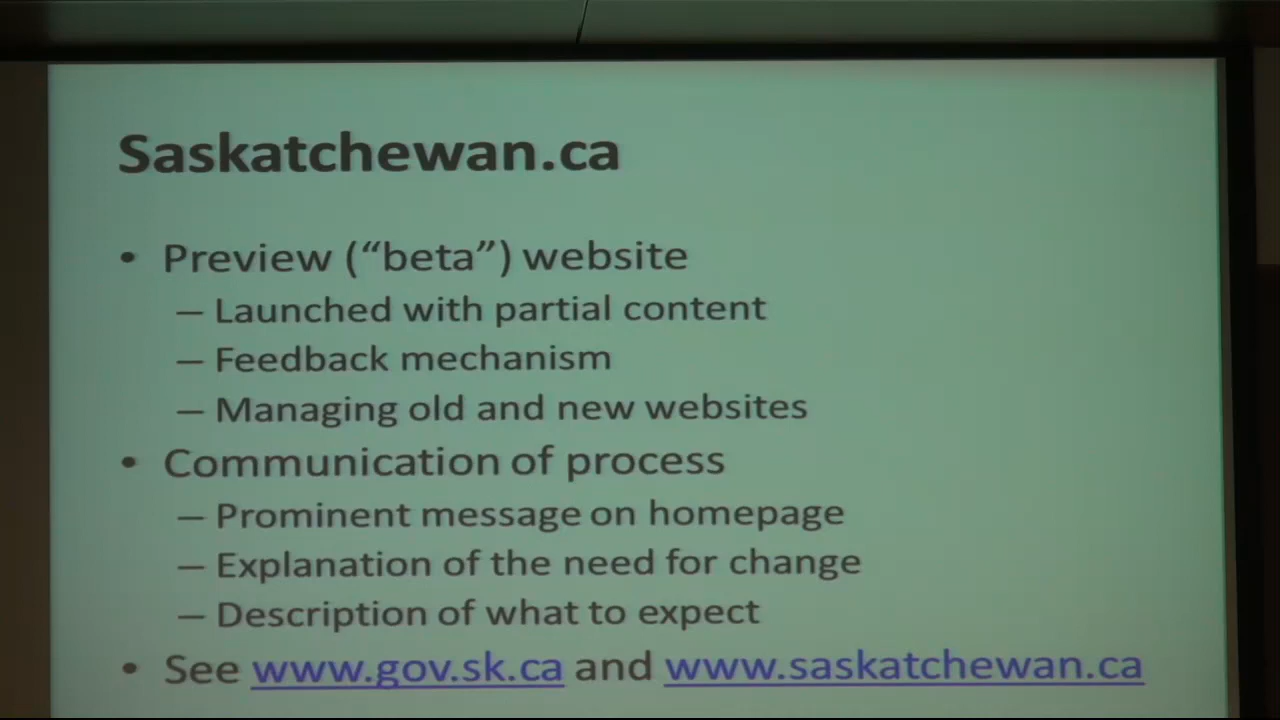 Saskatchewan.ca
• Preview (“beta”) website
– Launched with partial content
– Feedback mechanism
– Managing old and new websites
• Communication of process
– Prominent message on homepage
– Explanation of the need for change
– Description of what to expect
• See www.gov.sk.ca and www.saskatchewan.ca